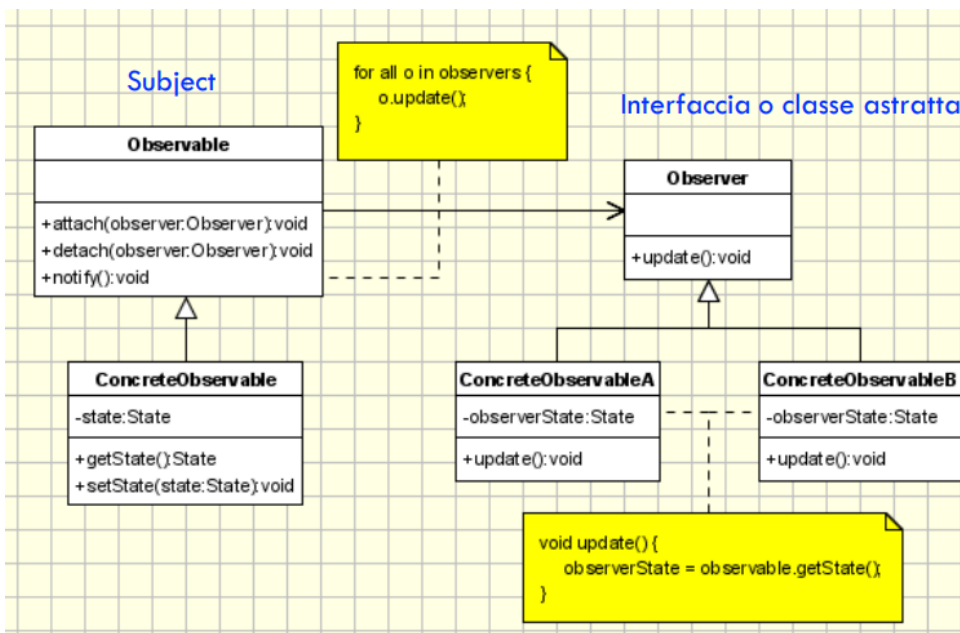 Subject
for all o in observers {
o.update();
}
Interfaccia o classe astratta
Observable
+attach(observer:Observer):void
+detach(observer:Observer):void
+notify():void
Observer
+update():void
ConcreteObservable
-state:State
+getState():State
+setState(state:State):void
ConcreteObservableA
-observerState:State
+update():void
ConcreteObservableB
-observerState:State
+update():void
void update() {
observerState = observable.getState();
}